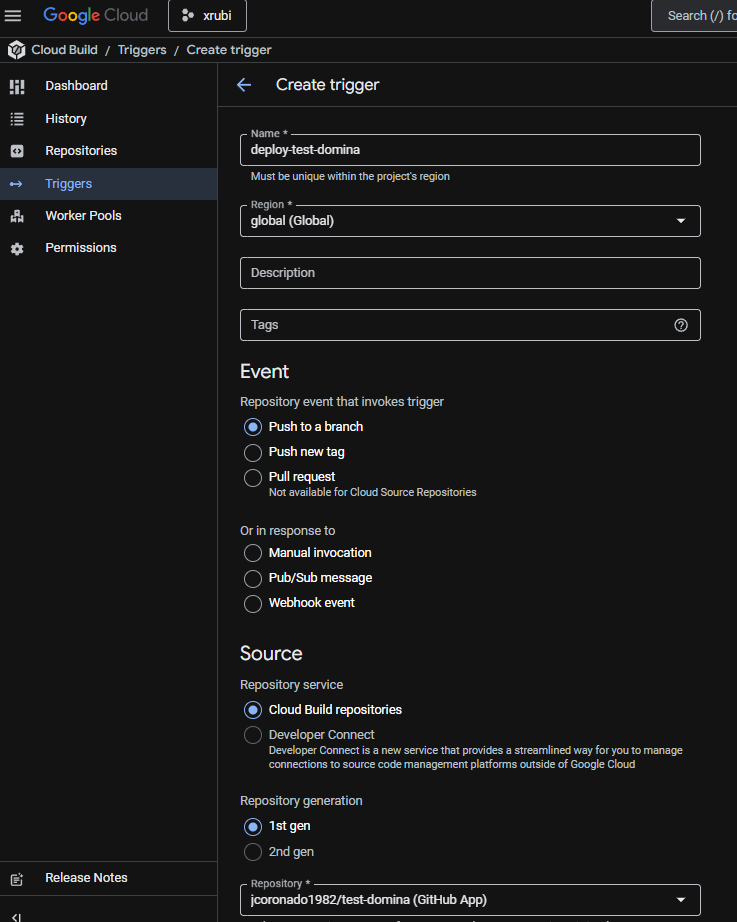 Google Cloud
xrubi
Search (/) fo
Cloud Build / Triggers / Create trigger
Dashboard
History
Repositories
Triggers
Worker Pools
Permissions
Release Notes
Create trigger
Name *
deploy-test-domina
Must be unique within the project's region
Region *
global (Global)
Description
Tags
Event
Repository event that invokes trigger
Push to a branch
Push new tag
Pull request
Not available for Cloud Source Repositories
Or in response to
Manual invocation
Pub/Sub message
Webhook event
Source
Repository service
Cloud Build repositories
Developer Connect
Developer Connect is a new service that provides a streamlined way for you to manage
connections to source code management platforms outside of Google Cloud
Repository generation
1st gen
2nd gen
Repository *
jcoronado1982/test-domina (GitHub App)